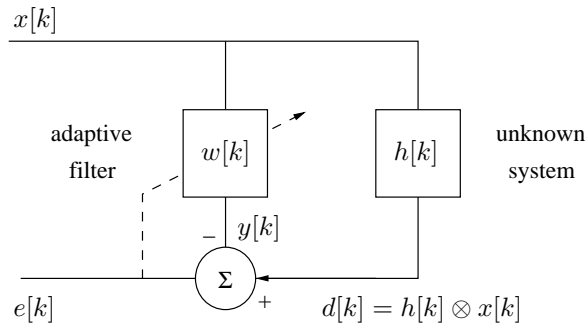 x[k]
adaptive
filter
w[k]
h[k]
unknown
system
−
y[k]
Σ
+
e[k]
d[k] = h[k] ⊗ x[k]